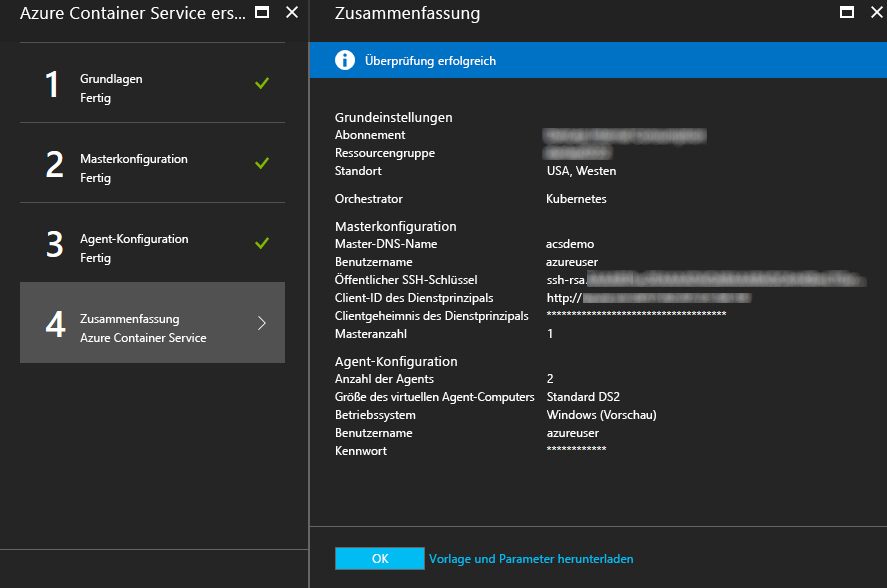 Azure Container Service ers...
1
Grundlagen
Fertig
2
Masterkonfiguration
Fertig
3
Agent-Konfiguration
Fertig
4
Zusammenfassung
Azure Container Service
Zusammenfassung
Überprüfung erfolgreich
Grundeinstellungen
Abonnement
Ressourcengruppe
Standort USA, Westen
Orchestrator Kubernetes
Masterkonfiguration
Master-DNS-Name acsdemo
Benutzername azureuser
Öffentlicher SSH-Schlüssel ssh-rsa
Client-ID des Dienstprinzipals http://
Clientgeheimnis des Dienstprinzipals ************************************
Masteranzahl 1
Agent-Konfiguration
Anzahl der Agents 2
Größe des virtuellen Agent-Computers Standard DS2
Betriebssystem Windows (Vorschau)
Benutzername azureuser
Kennwort ************
OK Vorlage und Parameter herunterladen